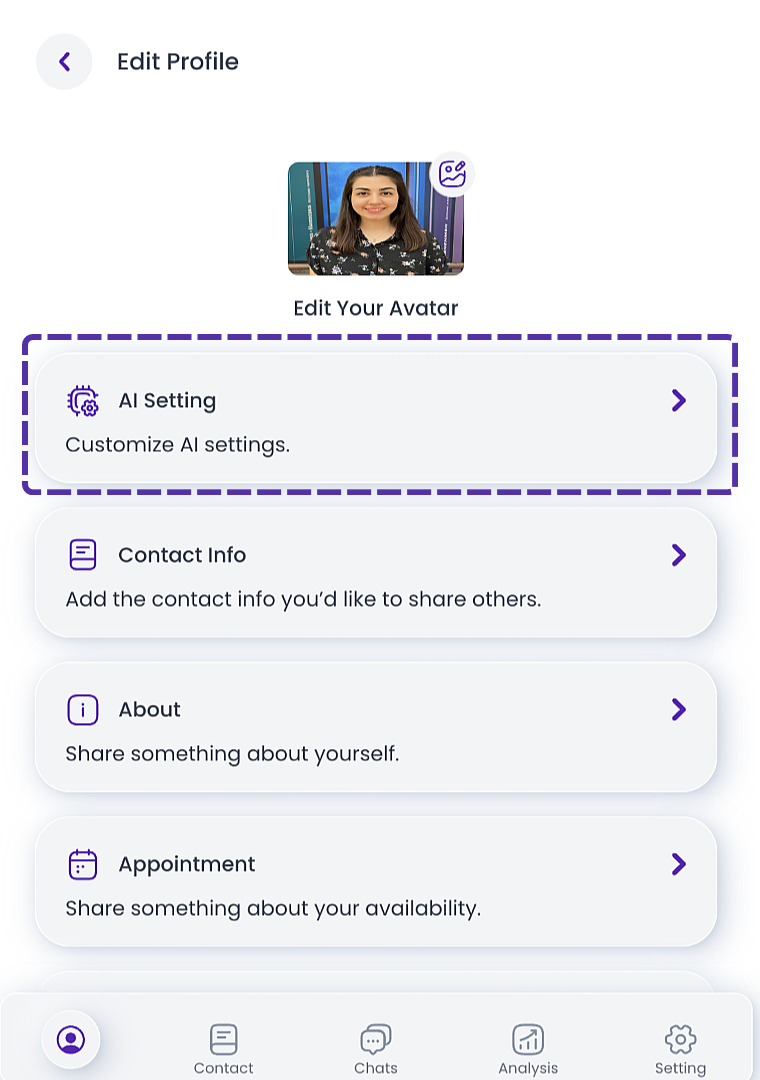 Edit Profile
Edit Your Avatar
AI Setting
Customize AI settings.
Contact Info
Add the contact info you’d like to share others.
About
Share something about yourself.
Appointment
Share something about your availability.
Contact
Chats
Analysis
Setting